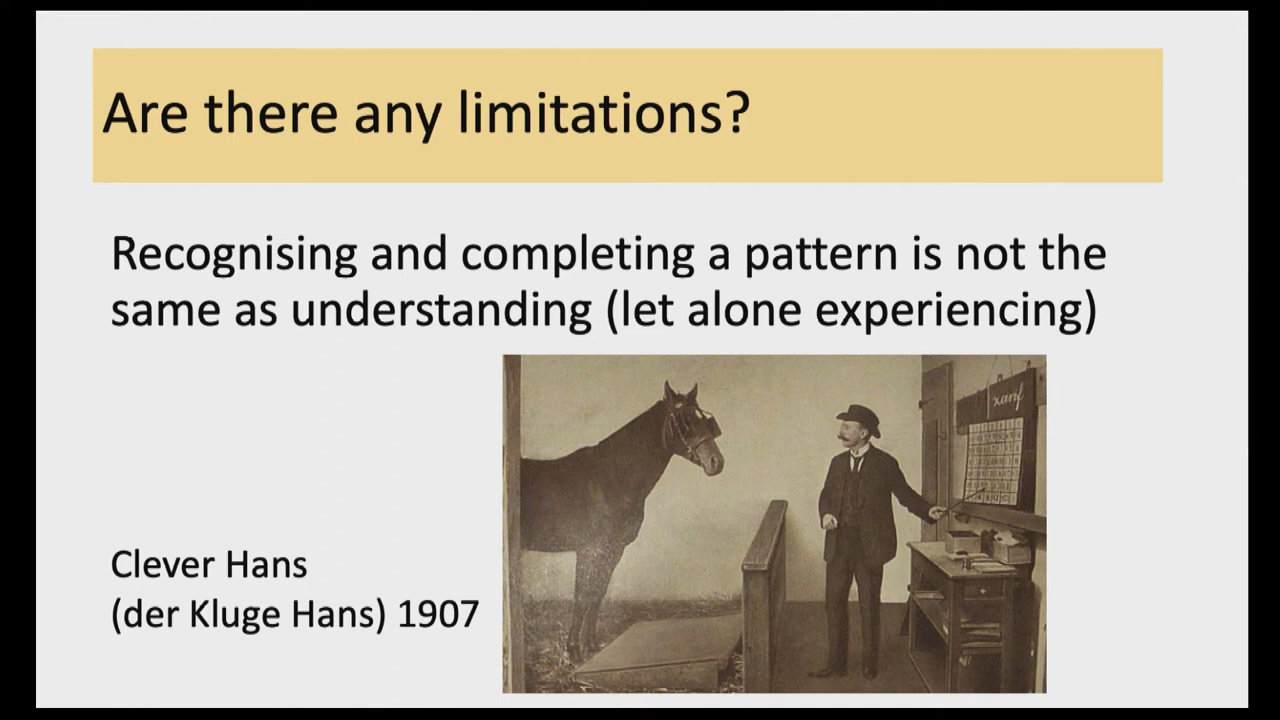 Are there any limitations?
Recognising and completing a pattern is not the
same as understanding (let alone experiencing)
Clever Hans
(der Kluge Hans) 1907